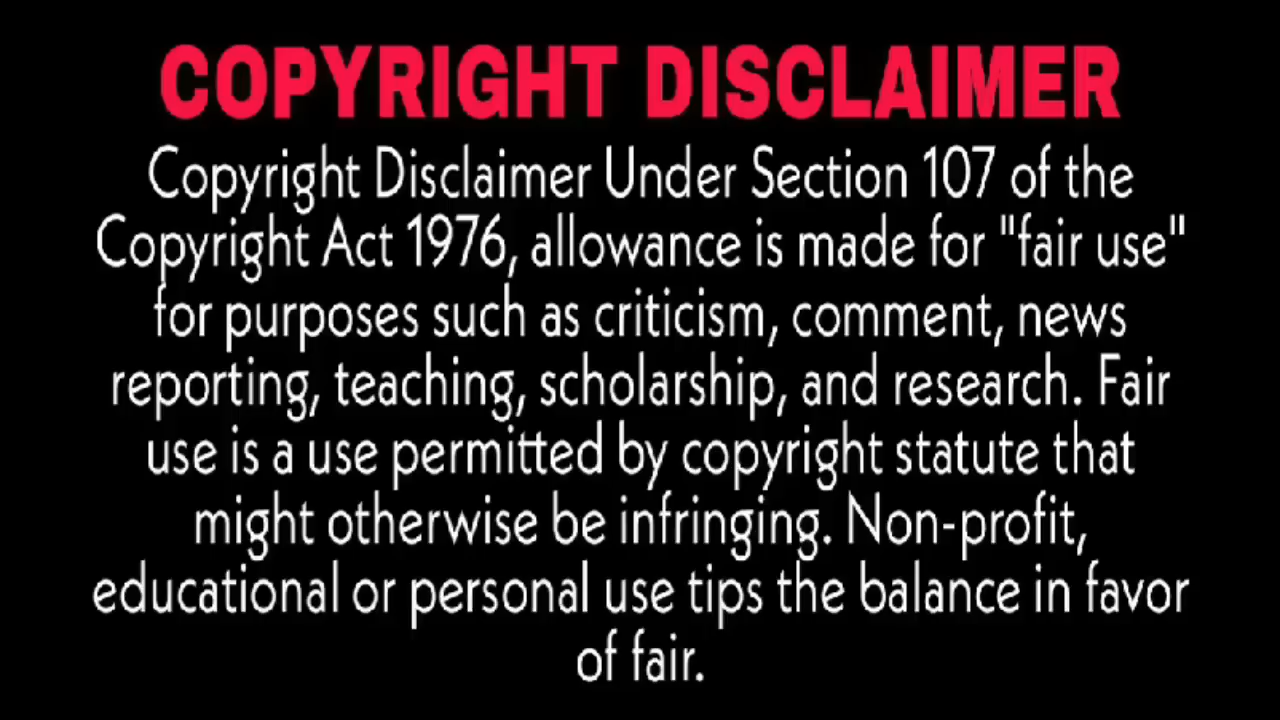 COPYRIGHT DISCLAIMER
Copyright Disclaimer Under Section 107 of the
Copyright Act 1976, allowance is made for "fair use"
for purposes such as criticism, comment, news
reporting, teaching, scholarship, and research. Fair
use is a use permitted by copyright statute that
might otherwise be infringing. Non-profit,
educational or personal use tips the balance in favor
of fair.